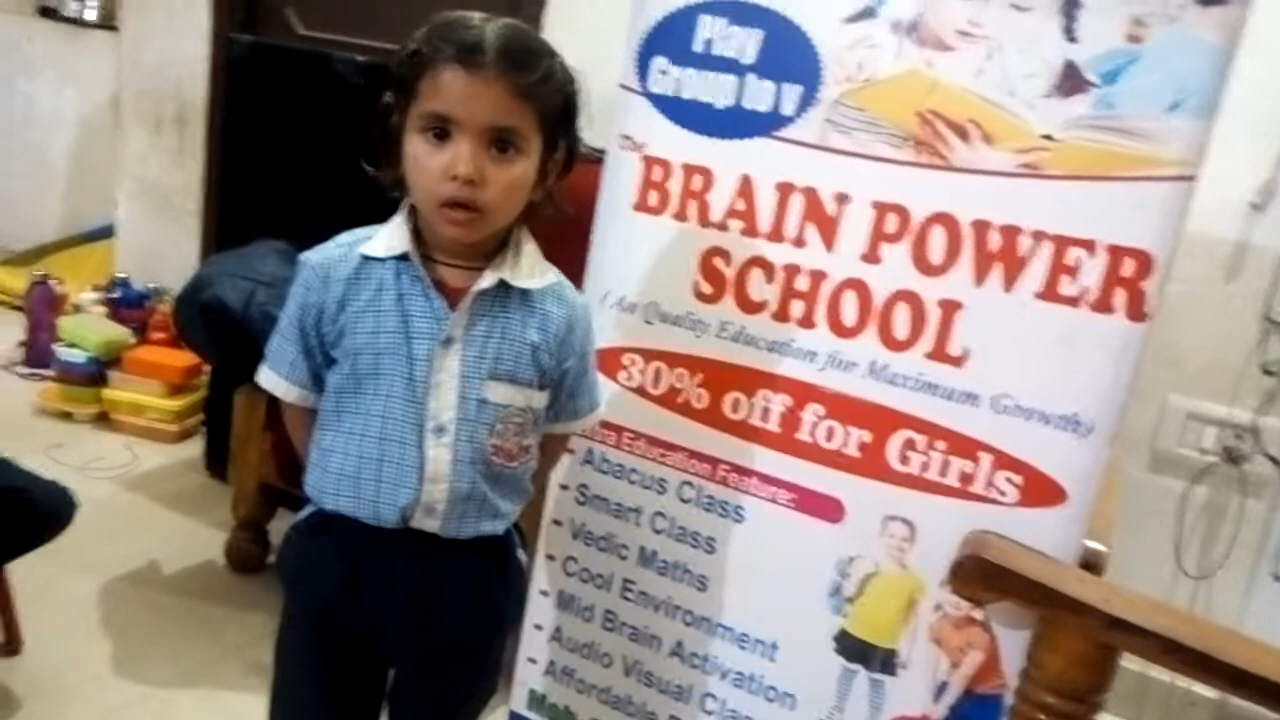 Play
Group to V
The
BRAIN POWER
SCHOOL
( An Quality Education for Maximum Growth)
30% off for Girls
Education Feature:
- Abacus Class
- Smart Class
- Vedic Maths
- Cool Environment
- Mid Brain Activation
- Audio Visual
- Affordable